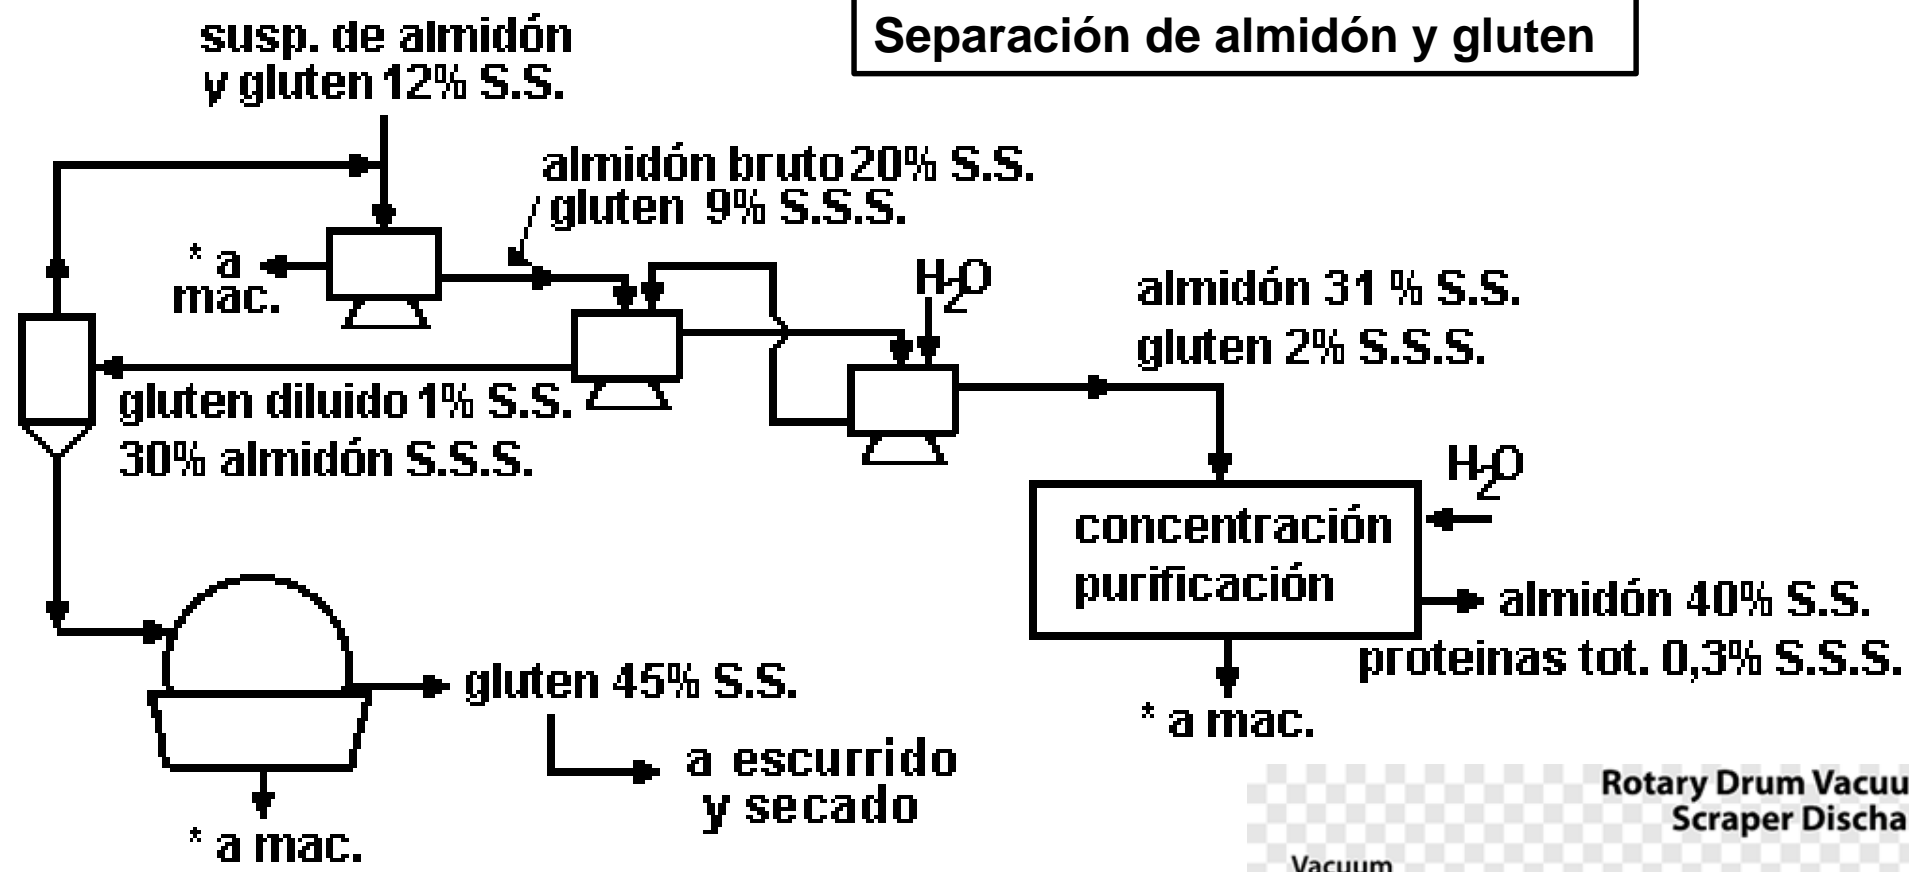 Separación de almidón y gluten
susp. de almidón
y gluten 12% S.S.
almidón bruto 20% S.S.
gluten 9% S.S.S.
* a
mac.
H2O
almidón 31 % S.S.
gluten 2% S.S.S.
gluten diluido 1% S.S.
30% almidón S.S.S.
H2O
concentración
purificación
almidón 40% S.S.
proteinas tot. 0,3% S.S.S.
* a mac.
gluten 45% S.S.
a escurrido
y secado
* a mac.
Rotary Drum Vacuu
Scraper Discha
Vacuum